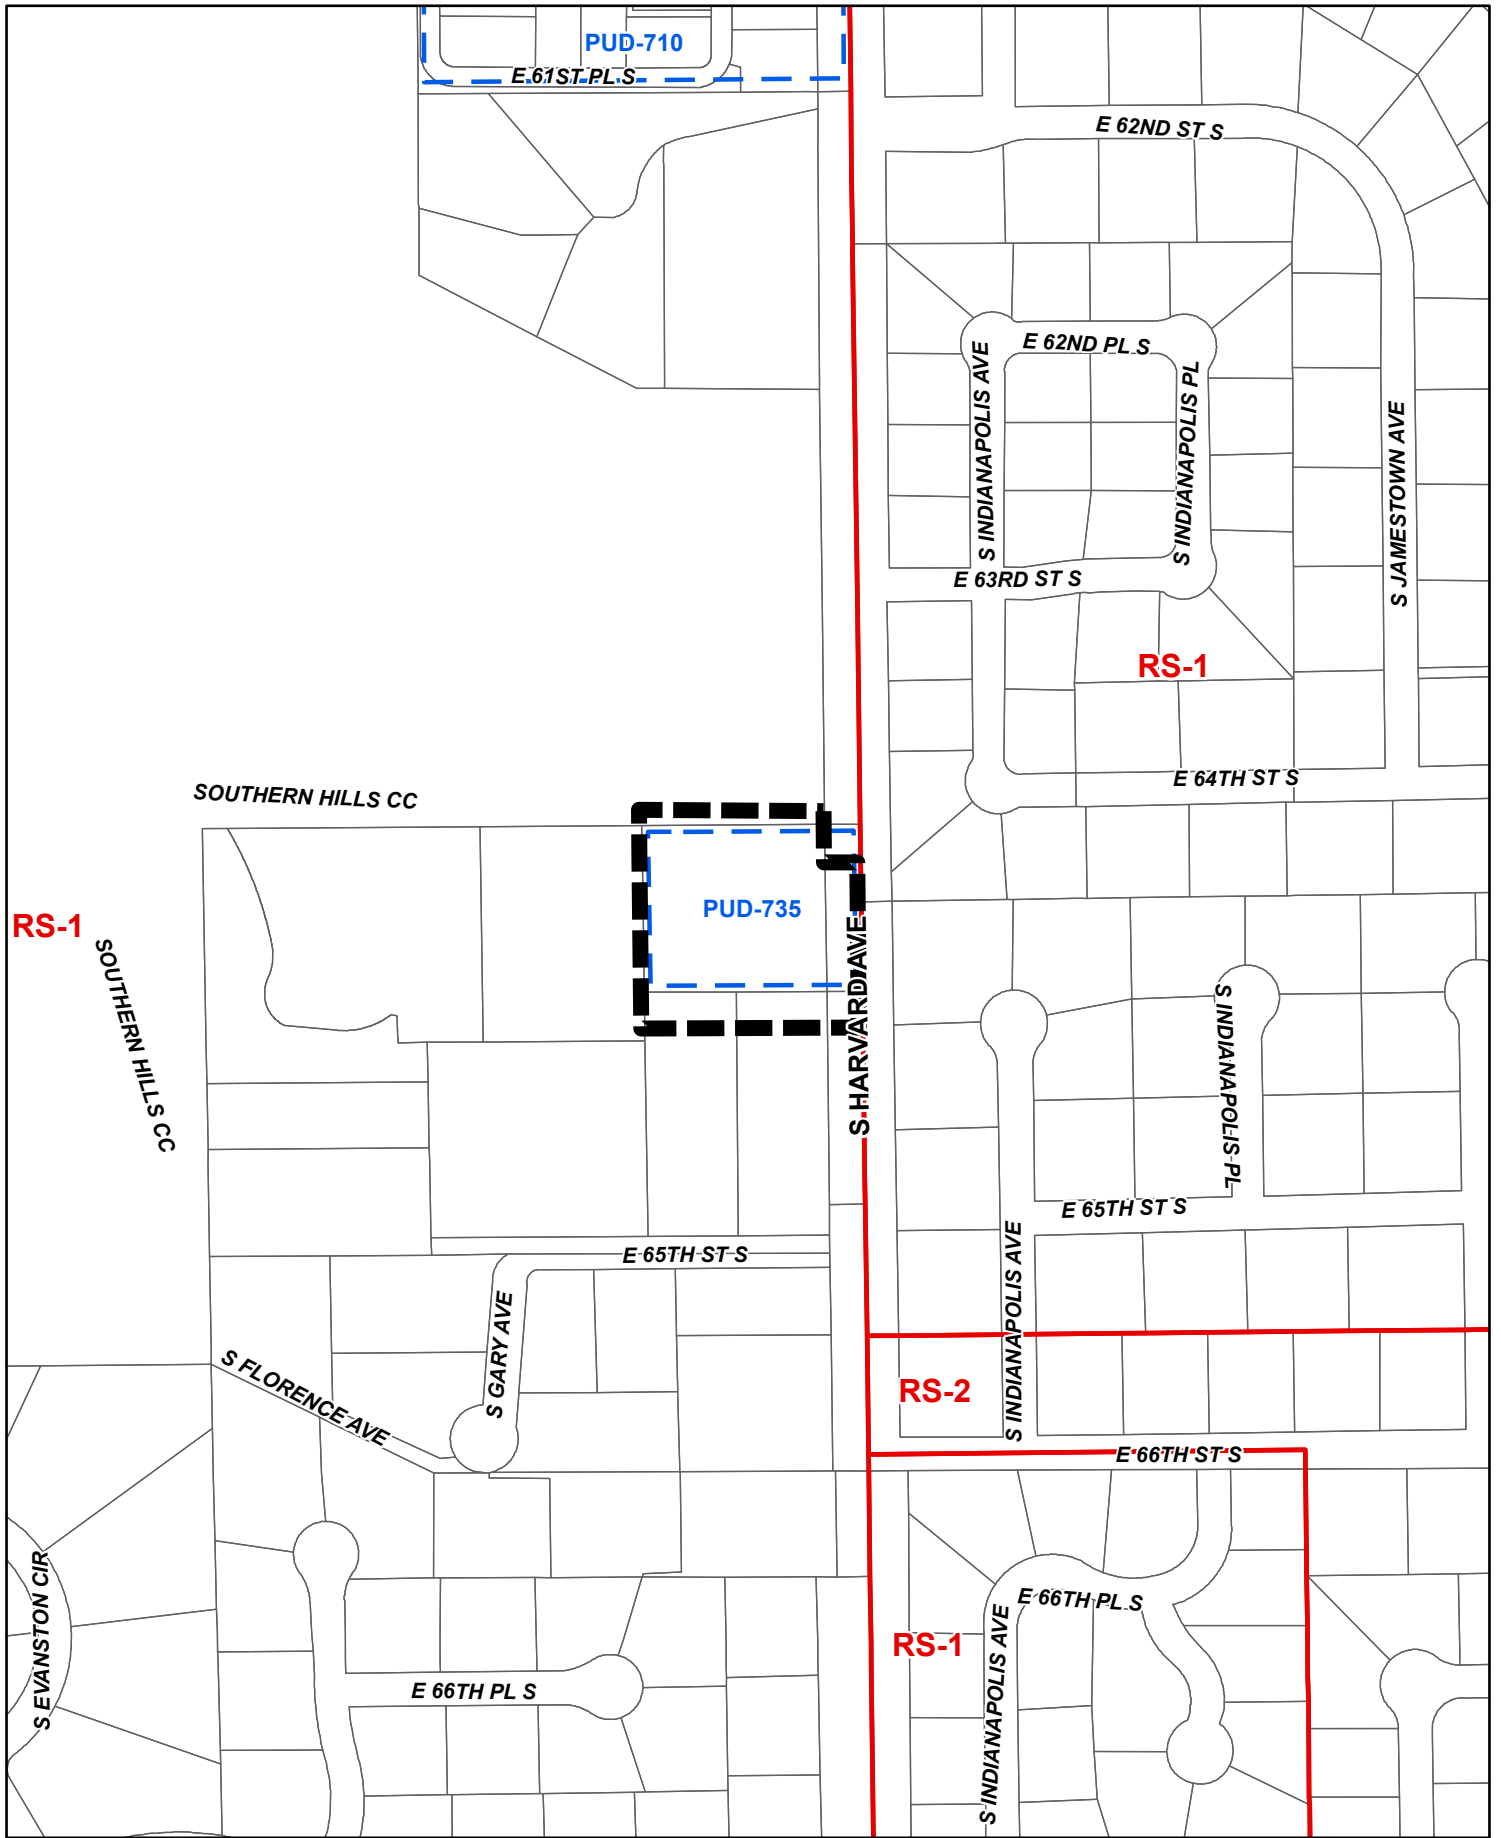 PUD-710
E 61ST PL S
E 62ND ST S
E 62ND PL S
S INDIANAPOLIS AVE
S INDIANAPOLIS PL
S JAMESTOWN AVE
E 63RD ST S
RS-1
E 64TH ST S
SOUTHERN HILLS CC
PUD-735
RS-1
SOUTHERN HILLS CC
S HARVARD AVE
S INDIANAPOLIS PL
E 65TH ST S
E 65TH ST S
S INDIANAPOLIS AVE
S GARY AVE
S FLORENCE AVE
RS-2
E 66TH ST S
S EVANSTON CIR
E 66TH PL S
RS-1
S INDIANAPOLIS AVE
E 66TH PL S